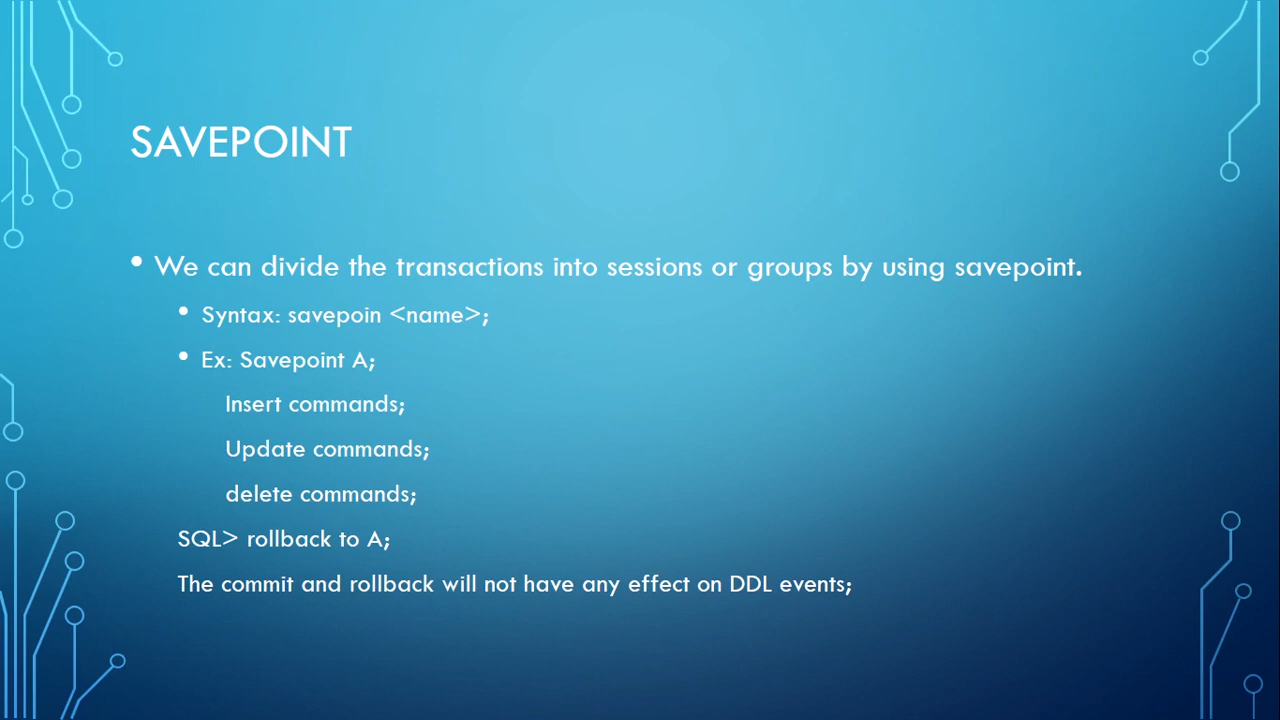 SAVEPOINT
• We can divide the transactions into sessions or groups by using savepoint.
• Syntax: savepoin <name>;
• Ex: Savepoint A;
Insert commands;
Update commands;
delete commands;
SQL> rollback to A;
The commit and rollback will not have any effect on DDL events;